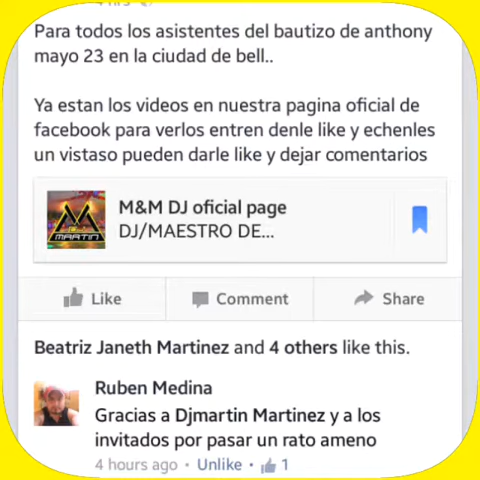 Para todos los asistentes del bautizo de anthony
mayo 23 en la ciudad de bell..
Ya estan los videos en nuestra pagina oficial de
facebook para verlos entren denle like y echenles
un vistaso pueden darle like y dejar comentarios
M&M DJ oficial page
DJ/MAESTRO DE...
MARTIN
Like
Comment
Share
Beatriz Janeth Martinez and 4 others like this.
Ruben Medina
Gracias a Djmartin Martinez y a los
invitados por pasar un rato ameno
4 hours ago · Unlike · 1